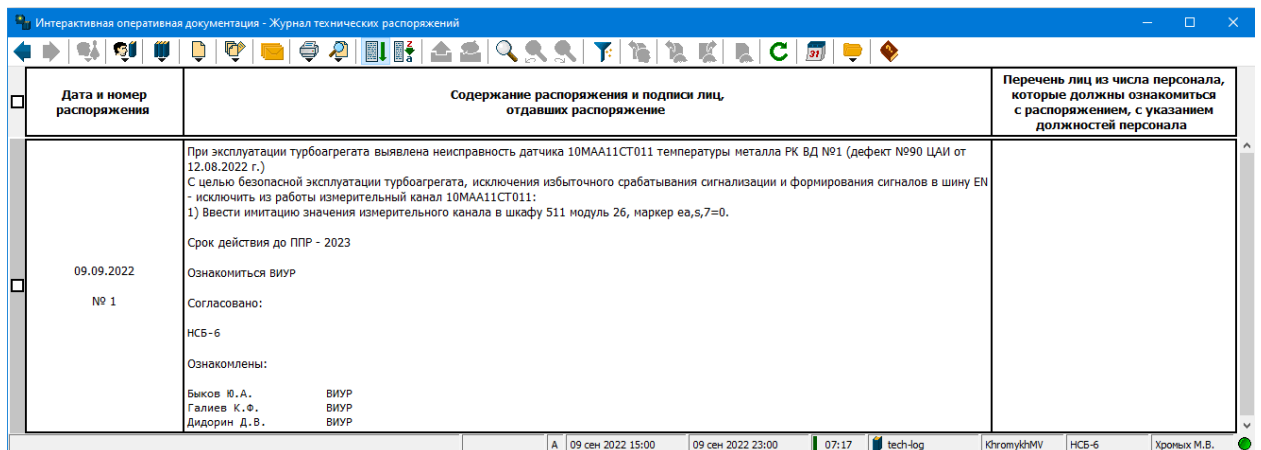 Интерактивная оперативная документация - Журнал технических распоряжений
31
Дата и номер
распоряжения
Содержание распоряжения и подписи лиц,
отдавших распоряжение
Перечень лиц из числа персонала,
которые должны ознакомиться
с распоряжением, с указанием
должностей персонала
09.09.2022
№ 1
При эксплуатации турбоагрегата выявлена неисправность датчика 10MAA11CT011 температуры металла РК ВД №1 (дефект №90 ЦАИ от
12.08.2022 г.)
С целью безопасной эксплуатации турбоагрегата, исключения избыточного срабатывания сигнализации и формирования сигналов в шину EN
- исключить из работы измерительный канал 10MAA11CT011:
1) Ввести имитацию значения измерительного канала в шкафу 511 модуль 26, маркер ea,s,7=0.
Срок действия до ППР - 2023
Ознакомиться ВИУР
Согласовано:
НСБ-6
Ознакомлены:
Быков Ю.А. ВИУР
Галиев К.Ф. ВИУР
Дидорин Д.В. ВИУР
А 09 сен 2022 15:00 09 сен 2022 23:00 07:17 tech-log KhromykhMV НСБ-6 Хромых М.В.